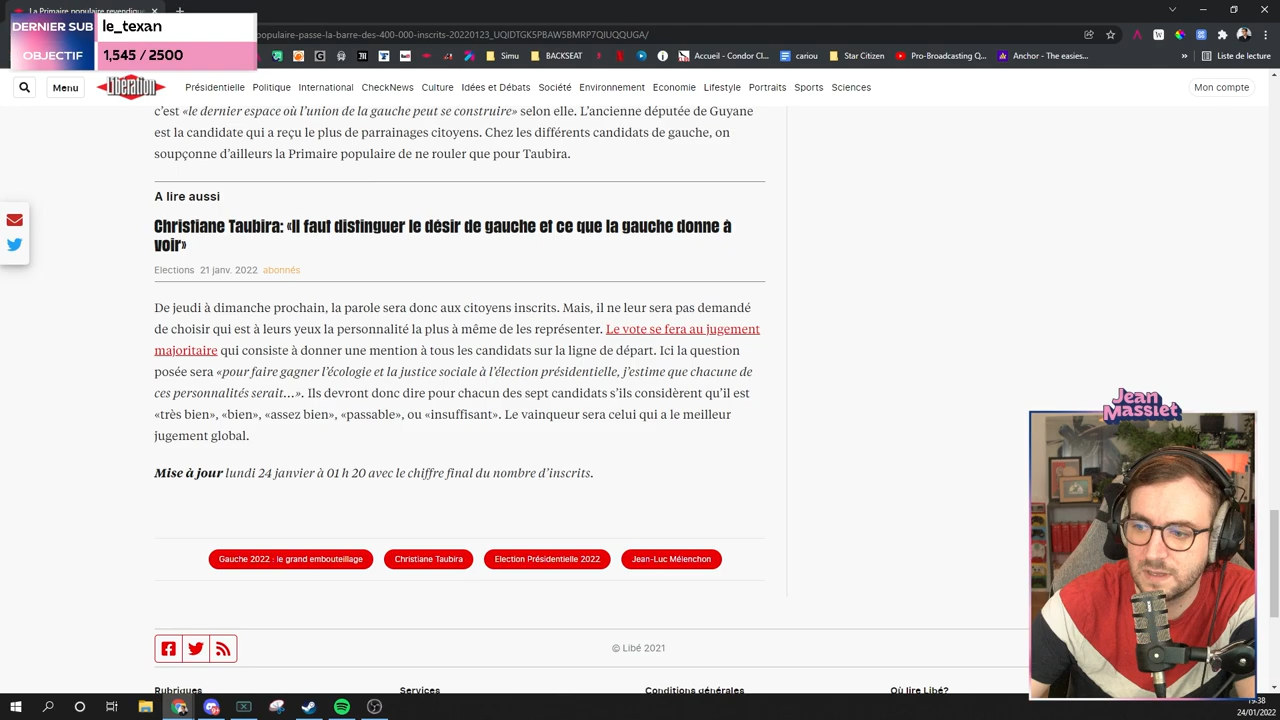 La Primaire populaire revendique
DERNIER SUB
le_texan
OBJECTIF
1,545 / 2500
populaire-passe-la-barre-des-400-000-inscrits-20220123_UQIDTGK5PBAW5BMRP7QIUQQUGA/
Simu
BACKSEAT
Accueil - Condor Cl...
cariou
Star Citizen Q...
Pro-Broadcasting Q...
Anchor - The easies...
»
Liste de lecture
Menu
Libération
Présidentielle
Politique
International
CheckNews
Culture
Idées et Débats
Société
Environnement
Economie
Lifestyle
Portraits
Sports
Sciences
Mon compte
c’est «le dernier espace où l’union de la gauche peut se construire» selon elle. L’ancienne députée de Guyane
est la candidate qui a reçu le plus de parrainages citoyens. Chez les différents candidats de gauche, on
soupçonne d’ailleurs la Primaire populaire de ne rouler que pour Taubira.
A lire aussi
Christiane Taubira: «Il faut distinguer le désir de gauche et ce que la gauche donne à
voir»
Elections 21 janv. 2022 abonnés
De jeudi à dimanche prochain, la parole sera donc aux citoyens inscrits. Mais, il ne leur sera pas demandé
de choisir qui est à leurs yeux la personnalité la plus à même de les représenter. Le vote se fera au jugement
majoritaire qui consiste à donner une mention à tous les candidats sur la ligne de départ. Ici la question
posée sera «pour faire gagner l’écologie et la justice sociale à l’élection présidentielle, j’estime que chacune de
ces personnalités serait…». Ils devront donc dire pour chacun des sept candidats s’ils considèrent qu’il est
«très bien», «bien», «assez bien», «passable», ou «insuffisant». Le vainqueur sera celui qui a le meilleur
jugement global.
Mise à jour lundi 24 janvier à 01 h 20 avec le chiffre final du nombre d’inscrits.
Jean
Massiet
Gauche 2022 : le grand embouteillage
Christiane Taubira
Election Présidentielle 2022
Jean-Luc Mélenchon
© Libé 2021
Rubriques
Services
Conditions générales
Où lire Libé?
19:38
24/01/2022